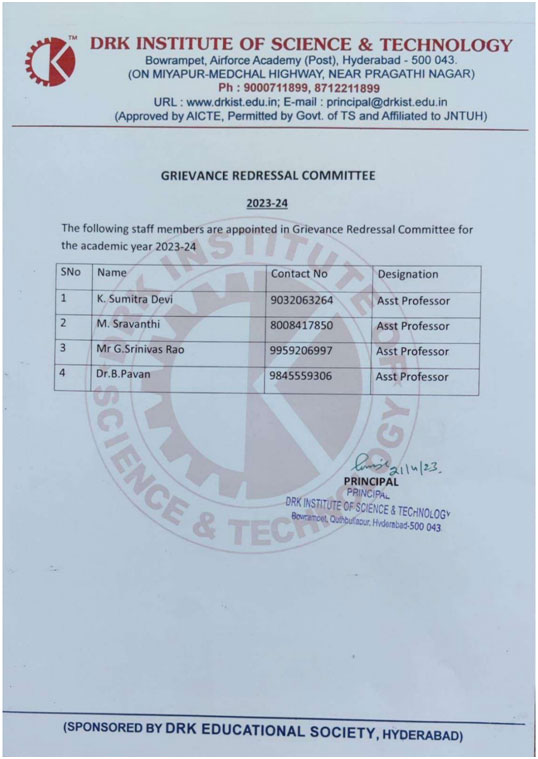 TM
DRK INSTITUTE OF SCIENCE & TECHNOLOGY
Bowrampet, Airforce Academy (Post), Hyderabad - 500 043.
(ON MIYAPUR-MEDCHAL HIGHWAY, NEAR PRAGATHI NAGAR)
Ph : 9000711899, 8712211899
URL : www.drkist.edu.in; E-mail : principal@drkist.edu.in
(Approved by AICTE, Permitted by Govt. of TS and Affiliated to JNTUH)
GRIEVANCE REDRESSAL COMMITTEE
2023-24
The following staff members are appointed in Grievance Redressal Committee for
the academic year 2023-24
SNo Name Contact No Designation
1 K. Sumitra Devi 9032063264 Asst Professor
2 M. Sravanthi 8008417850 Asst Professor
3 Mr G.Srinivas Rao 9959206997 Asst Professor
4 Dr.B.Pavan 9845559306 Asst Professor
DRK INSTITUTE OF SCIENCE & TECHNOLOGY
PRINCIPAL
PRINCIPAL
DRK INSTITUTE OF SCIENCE & TECHNOLOGY
Bowrampet, Quthbullapur, Hyderabad-500 043.
(SPONSORED BY DRK EDUCATIONAL SOCIETY, HYDERABAD)